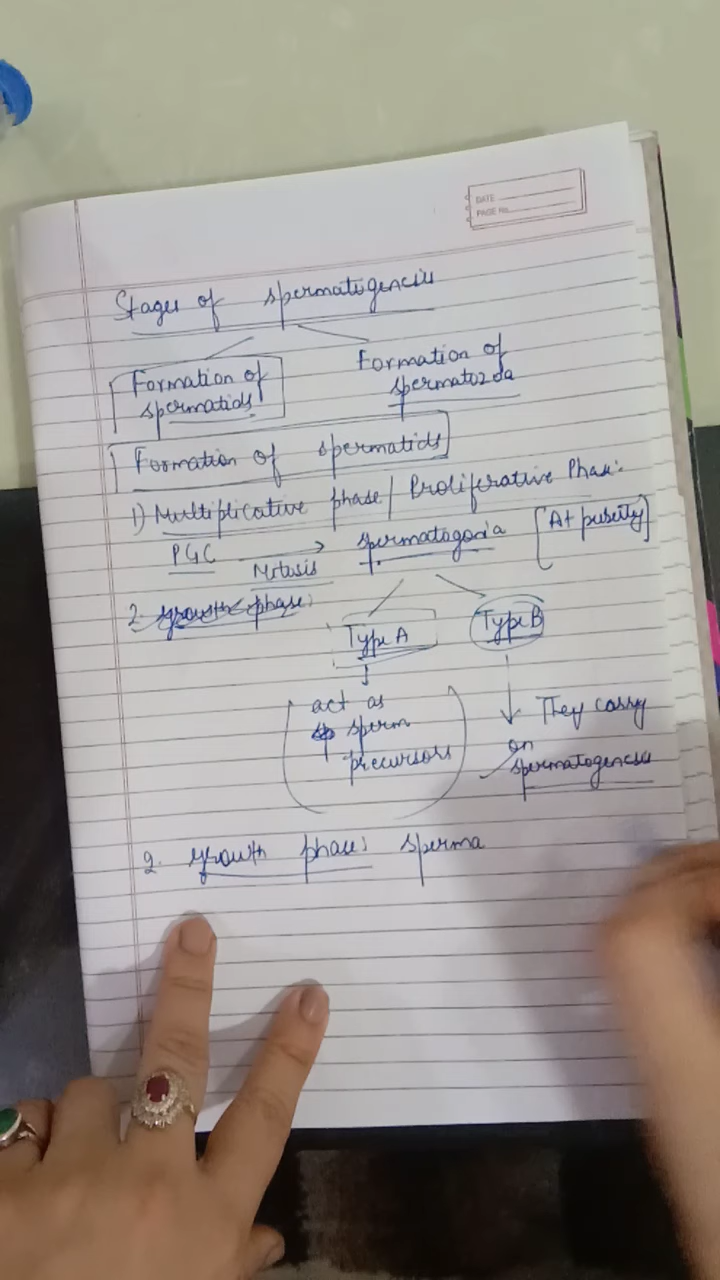 DATE
PAGE No.
Stages of spermatogenesis
Formation of
spermatids
Formation of
spermatozoa
Formation of spermatids
1) Multiplicative phase / Proliferative Phase:
PGC Mitosis spermatogonia [At puberty]
2. growth phase:
Type A
Type B
act as
sperm
precursors
They carry
on
spermatogenesis
2. growth phase: sperma